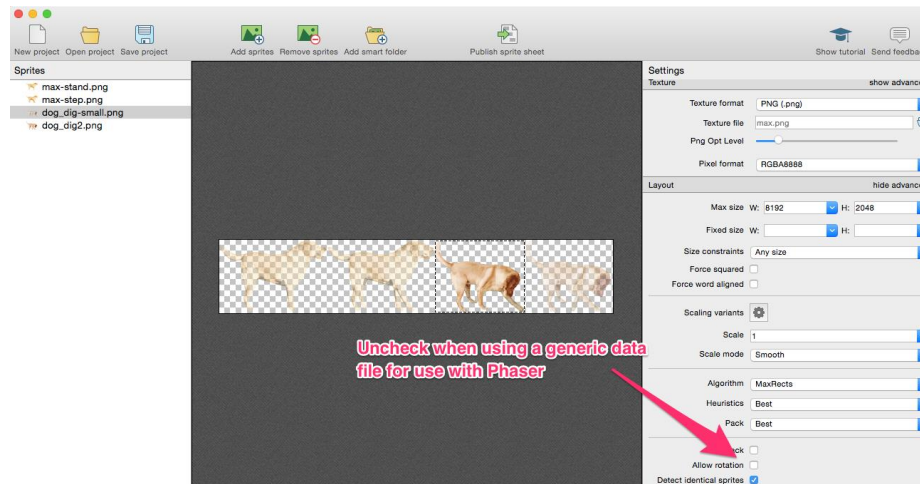 New project Open project Save project Add sprites Remove sprites Add smart folder Publish sprite sheet Show tutorial Send feedba
Sprites
max-stand.png
max-step.png
dog_dig-small.png
dog_dig2.png
Settings
Texture show advanc
Texture format PNG (.png)
Texture file max.png
Png Opt Level
Pixel format RGBA8888
Layout hide advanc
Max size W: 8192 H: 2048
Fixed size W: H:
Size constraints Any size
Force squared
Force word aligned
Scaling variants
Scale 1
Scale mode Smooth
Algorithm MaxRects
Heuristics Best
Pack Best
ck
Allow rotation
Detect identical sprites
Uncheck when using a generic data
file for use with Phaser